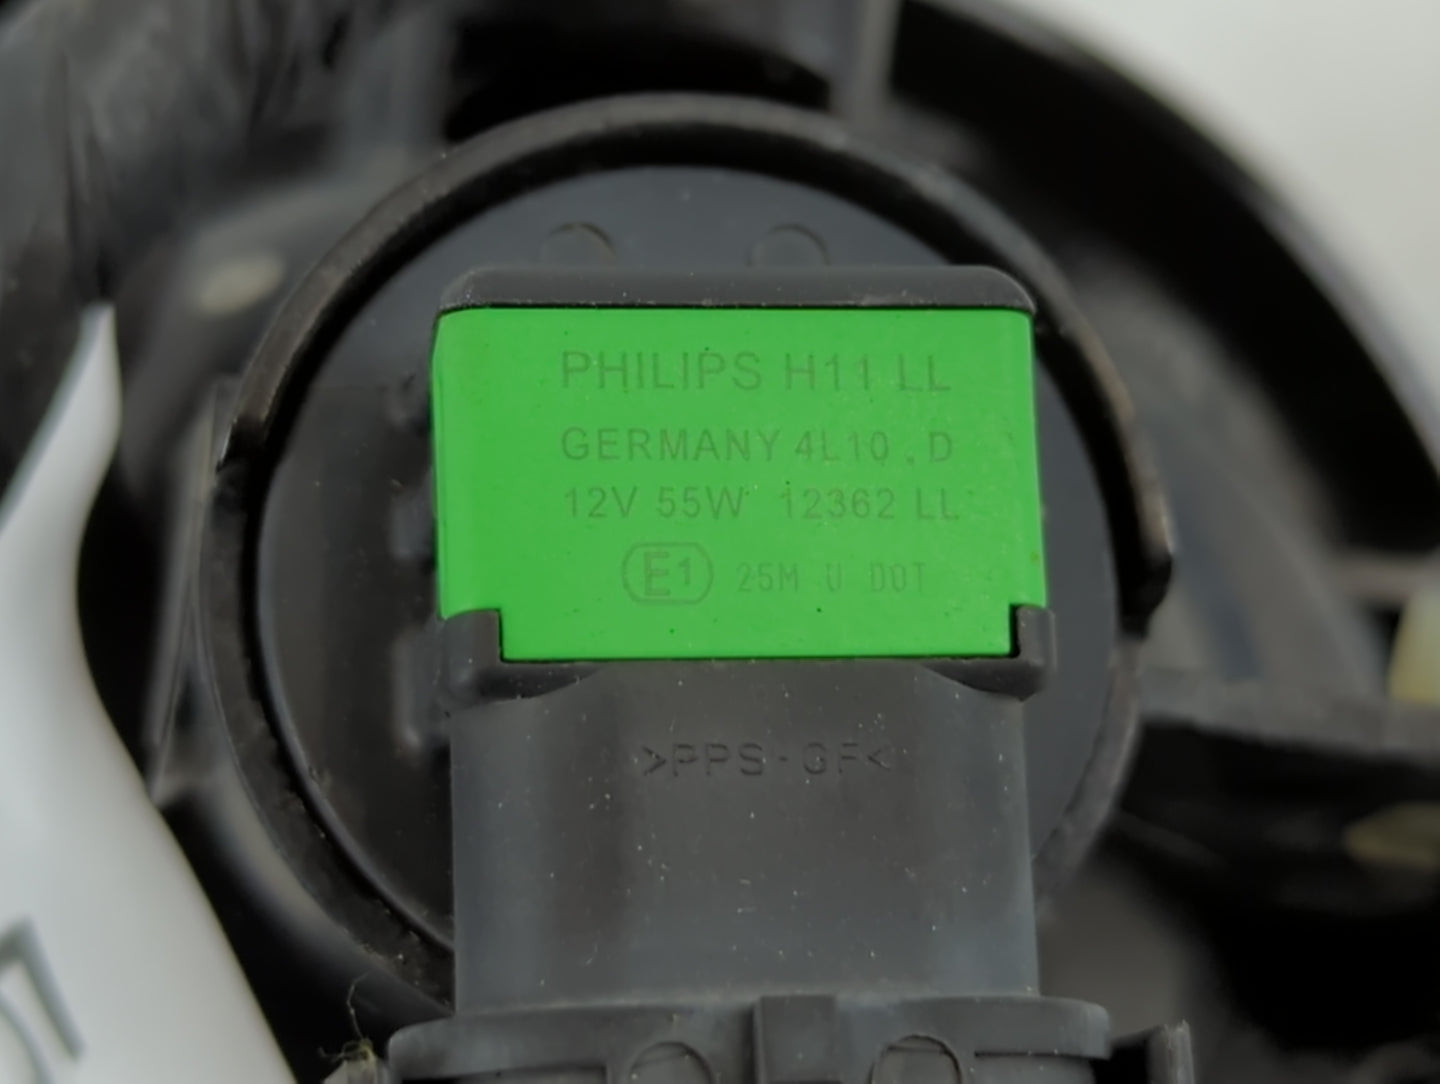 PHILIPS H11 LL
GERMANY 4L10 . D
12V 55W 12362 LL
E1 25M U DOT
>PPS-GF<